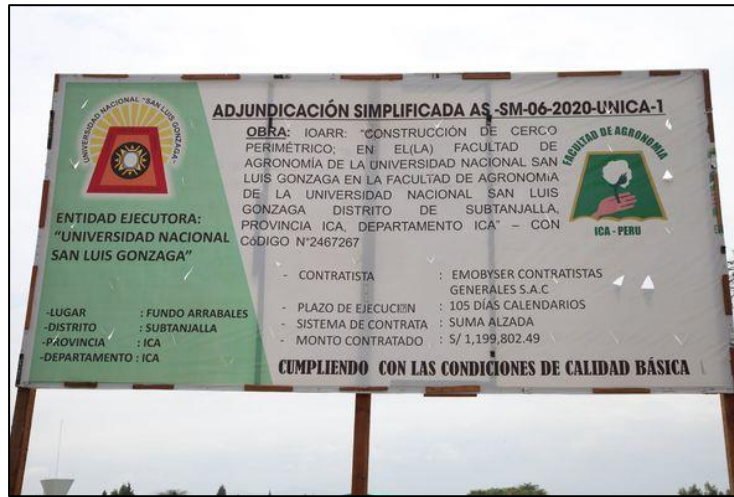 ADJUNDICACIÓN SIMPLIFICADA AS -SM-06-2020-UNICA-1
UNIVERSIDAD NACIONAL "SAN LUIS GONZAGA"
OBRA: IOARR: "CONSTRUCCIÓN DE CERCO
PERIMÉTRICO; EN EL(LA) FACULTAD DE
AGRONOMÍA DE LA UNIVERSIDAD NACIONAL SAN
LUIS GONZAGA EN LA FACULTAD DE AGRONOMIA
DE LA UNIVERSIDAD NACIONAL SAN LUIS
GONZAGA DISTRITO DE SUBTANJALLA,
PROVINCIA ICA, DEPARTAMENTO ICA" – CON
CóDIGO N°2467267
FACULTAD DE AGRONOMIA
ICA - PERU
ENTIDAD EJECUTORA:
"UNIVERSIDAD NACIONAL
SAN LUIS GONZAGA"
-LUGAR : FUNDO ARRABALES
-DISTRITO : SUBTANJALLA
-PROVINCIA : ICA
-DEPARTAMENTO : ICA
- CONTRATISTA : EMOBYSER CONTRATISTAS
GENERALES S.A.C
- PLAZO DE EJECUCIÓN : 105 DÍAS CALENDARIOS
- SISTEMA DE CONTRATA : SUMA ALZADA
- MONTO CONTRATADO : S/ 1,199,802.49
CUMPLIENDO CON LAS CONDICIONES DE CALIDAD BÁSICA